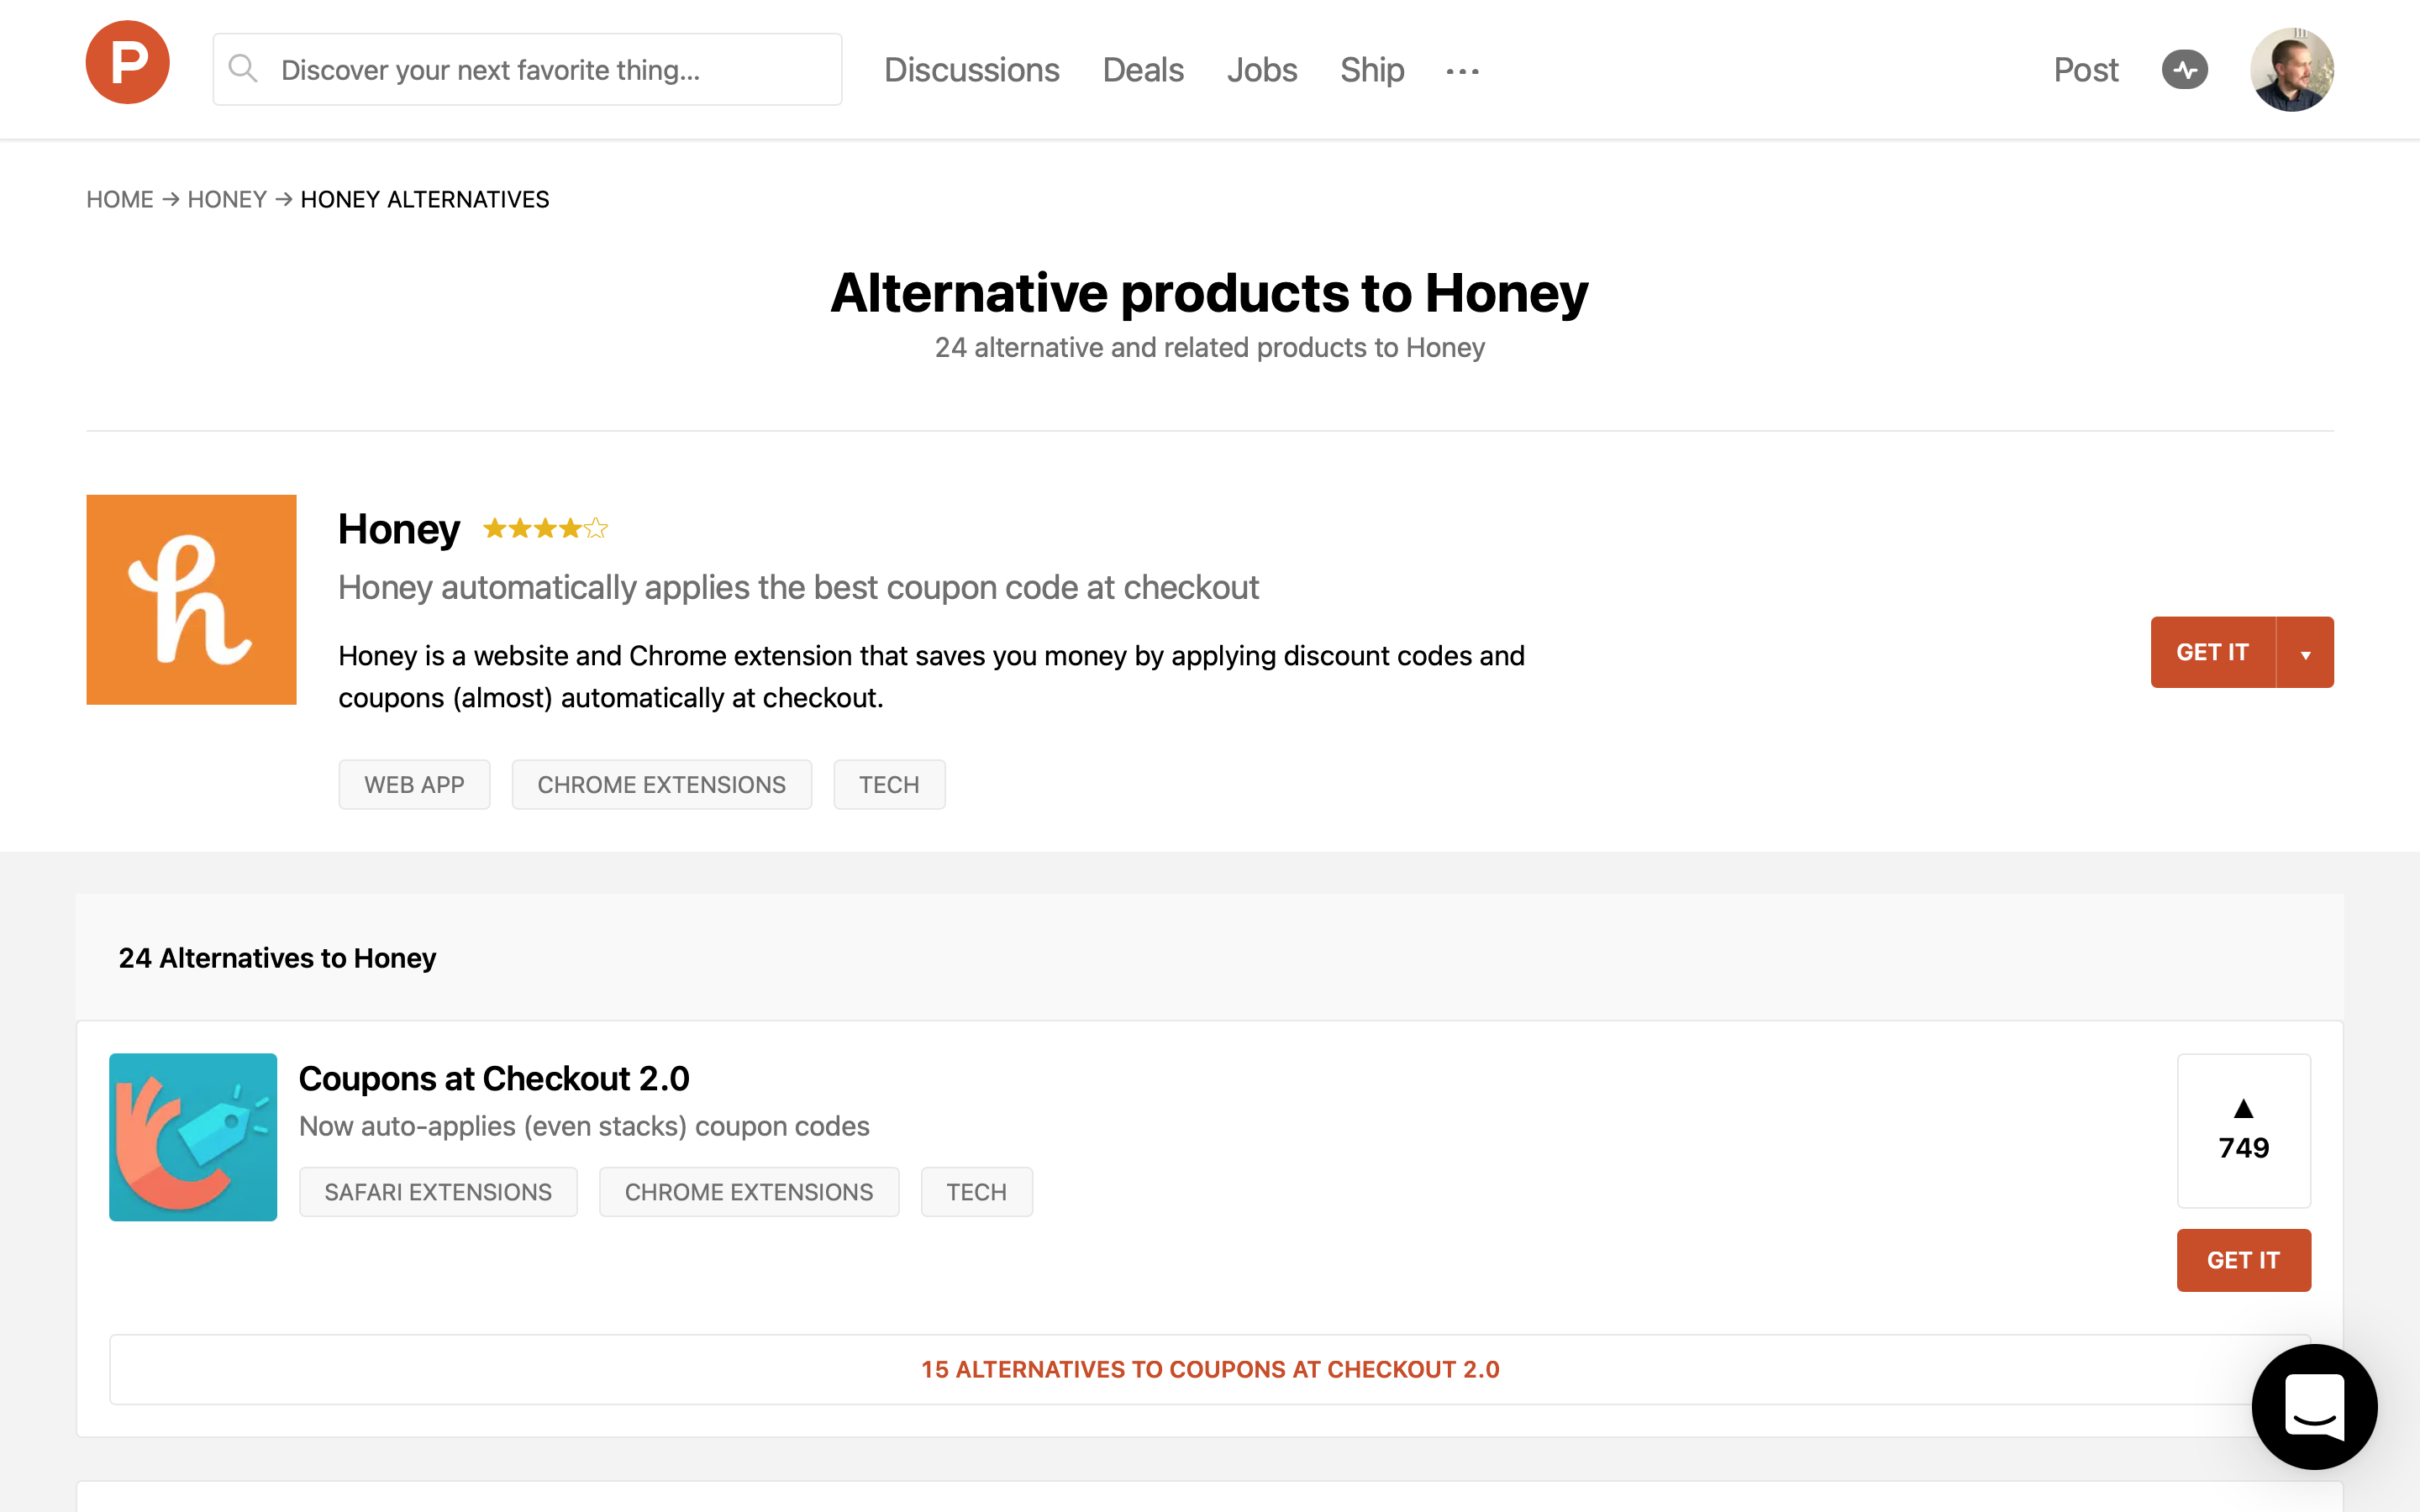 P
Discover your next favorite thing...
Discussions
Deals
Jobs
Ship
...
Post
HOME → HONEY → HONEY ALTERNATIVES
Alternative products to Honey
24 alternative and related products to Honey
h
Honey
Honey automatically applies the best coupon code at checkout
Honey is a website and Chrome extension that saves you money by applying discount codes and
coupons (almost) automatically at checkout.
GET IT
WEB APP
CHROME EXTENSIONS
TECH
24 Alternatives to Honey
Coupons at Checkout 2.0
Now auto-applies (even stacks) coupon codes
SAFARI EXTENSIONS
CHROME EXTENSIONS
TECH
749
GET IT
15 ALTERNATIVES TO COUPONS AT CHECKOUT 2.0